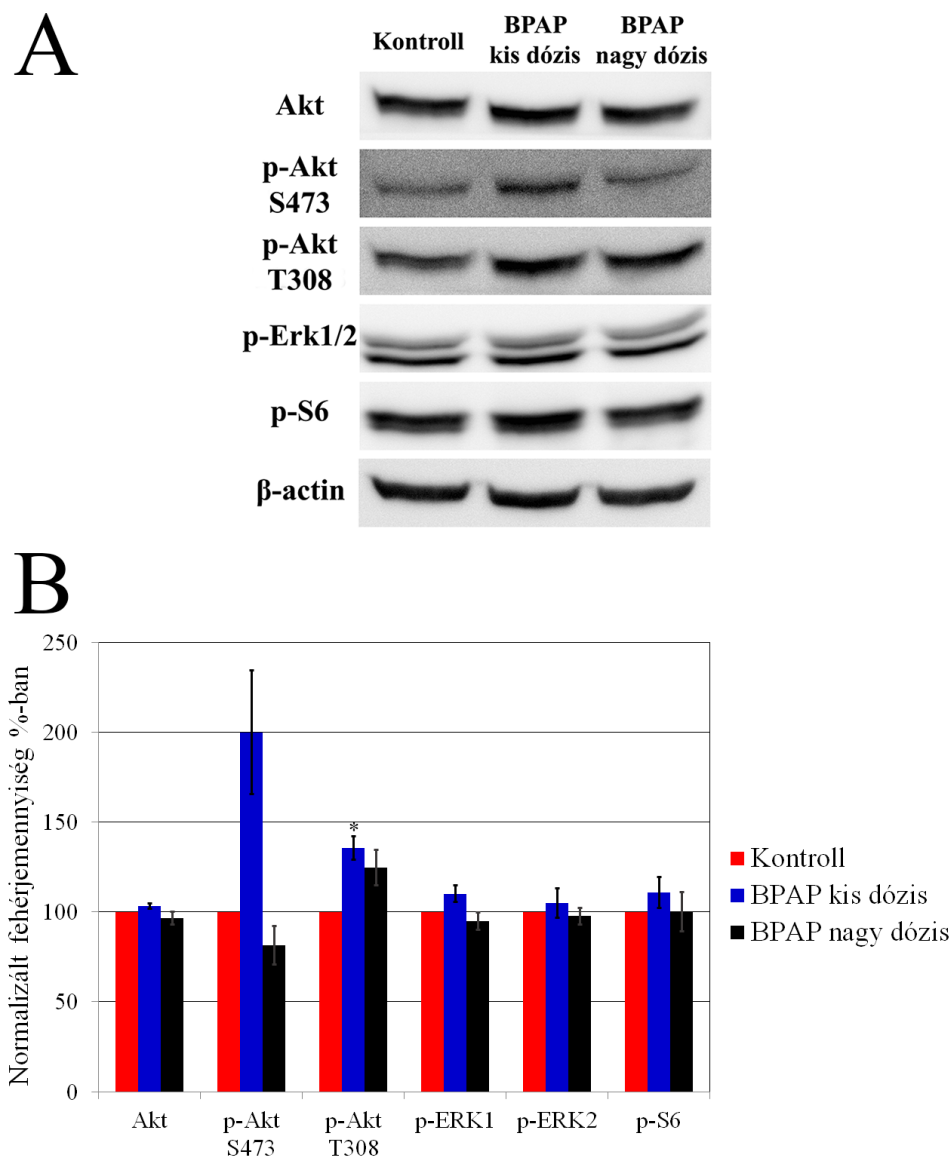 A
Kontroll
BPAP
kis dózis
BPAP
nagy dózis
Akt
p-Akt
S473
p-Akt
T308
p-Erk1/2
p-S6
β-actin
B
Normalizált fehérjemennyiség %-ban
250
200
150
100
50
0
*
Akt
p-Akt
S473
p-Akt
T308
p-ERK1
p-ERK2
p-S6
Kontroll
BPAP kis dózis
BPAP nagy dózis